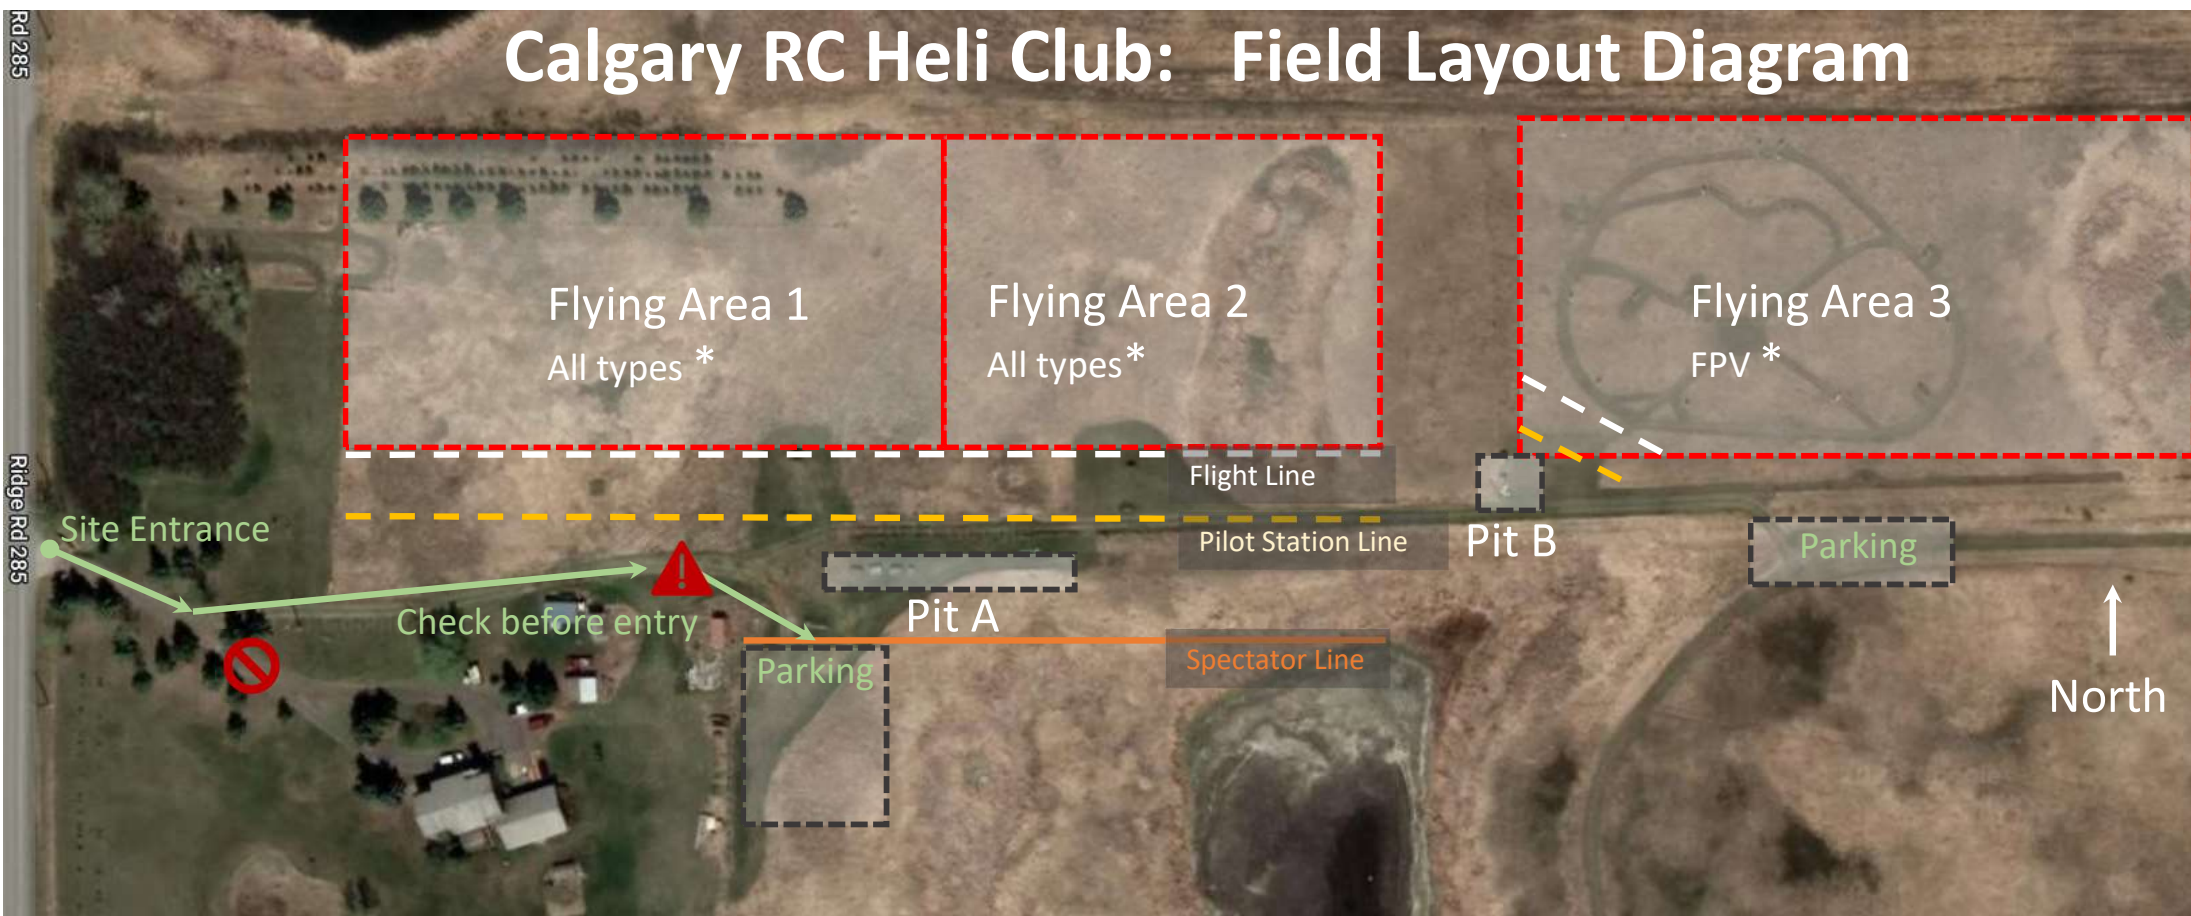 Calgary RC Heli Club: Field Layout Diagram
Rd 285
Flying Area 1
All types *
Flying Area 2
All types*
Flying Area 3
FPV *
Flight Line
Ridge Rd 285
Site Entrance
Pilot Station Line
Pit B
Parking
Check before entry
Pit A
Parking
Spectator Line
North